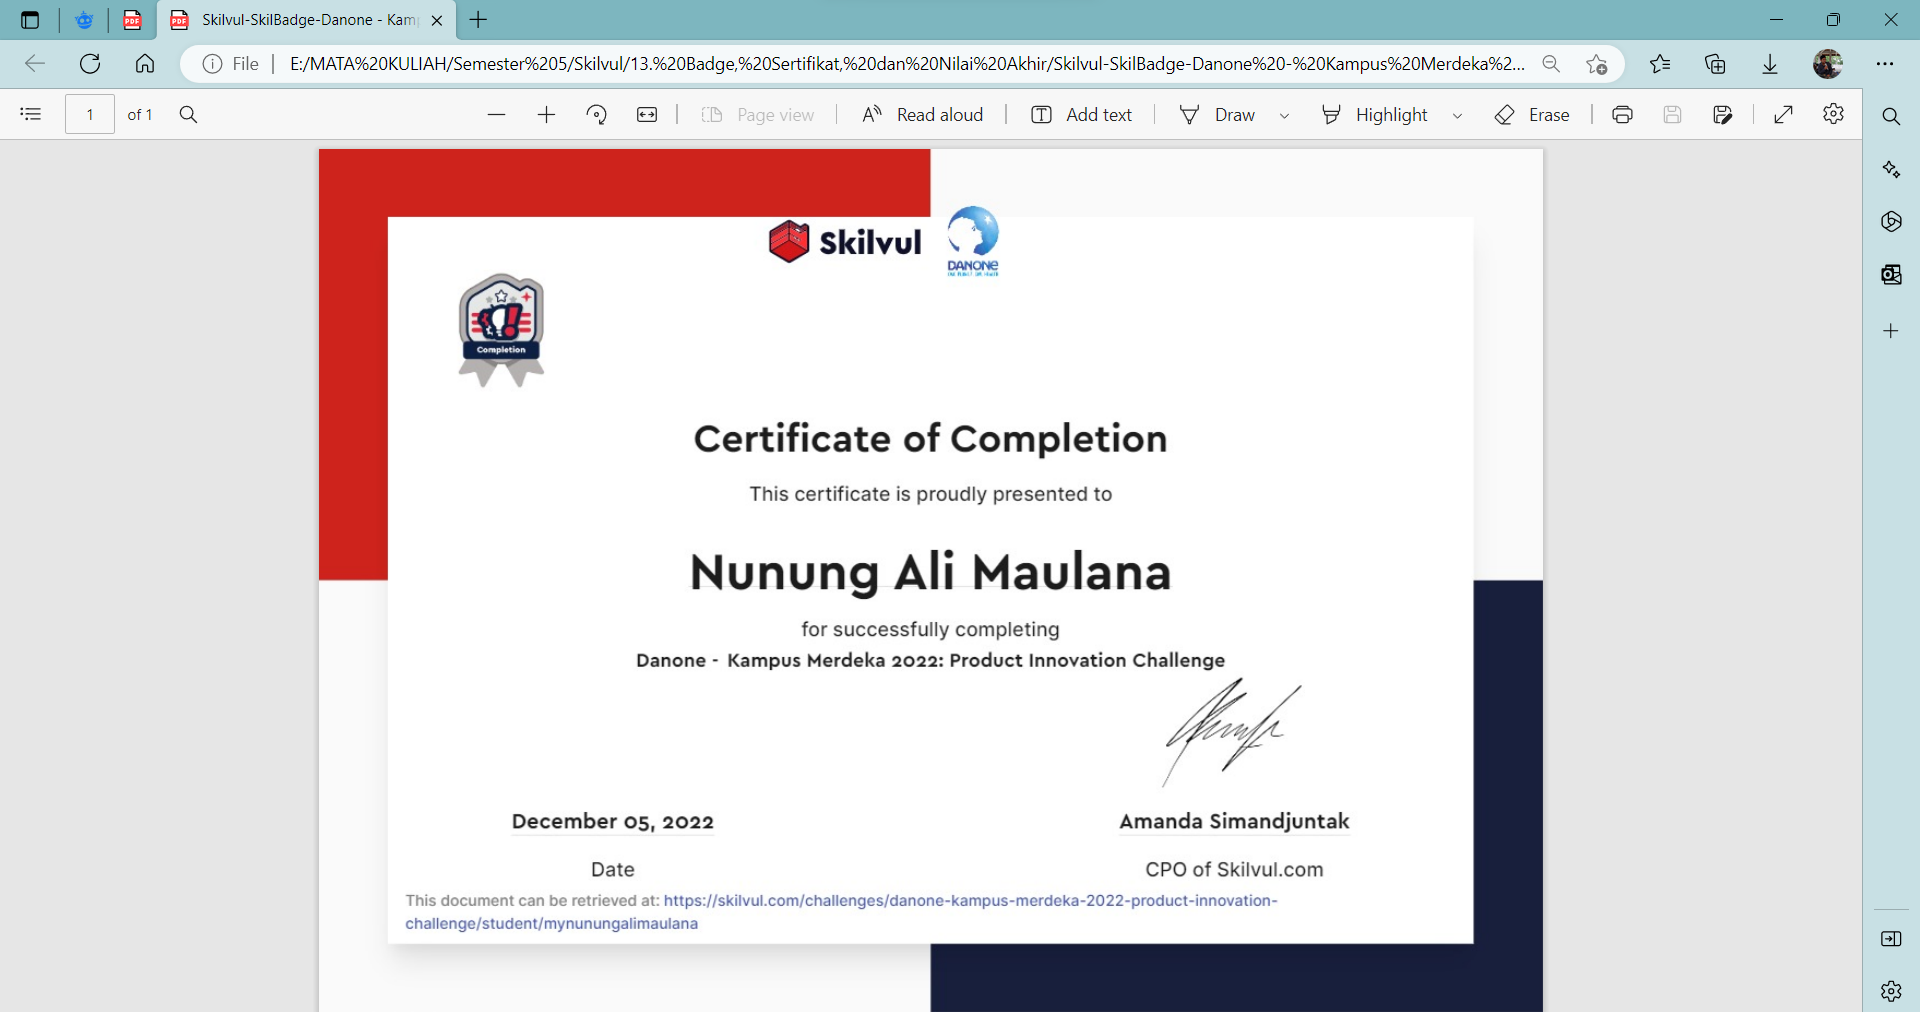 Skilvul-SkilBadge-Danone - Kam
File
E:/MATA%20KULIAH/Semester%205/Skilvul/13.%20Badge,%20Sertifikat,%20dan%20Nilai%20Akhir/Skilvul-SkilBadge-Danone%20-%20Kampus%20Merdeka%2...
1 of 1 Page view Read aloud Add text Draw Highlight Erase
Skilvul
DANONE
ONE PLANET. ONE HEALTH
Completion
Certificate of Completion
This certificate is proudly presented to
Nunung Ali Maulana
for successfully completing
Danone - Kampus Merdeka 2022: Product Innovation Challenge
December 05, 2022
Amanda Simandjuntak
Date
CPO of Skilvul.com
This document can be retrieved at: https://skilvul.com/challenges/danone-kampus-merdeka-2022-product-innovation-
challenge/student/mynunungalimaulana